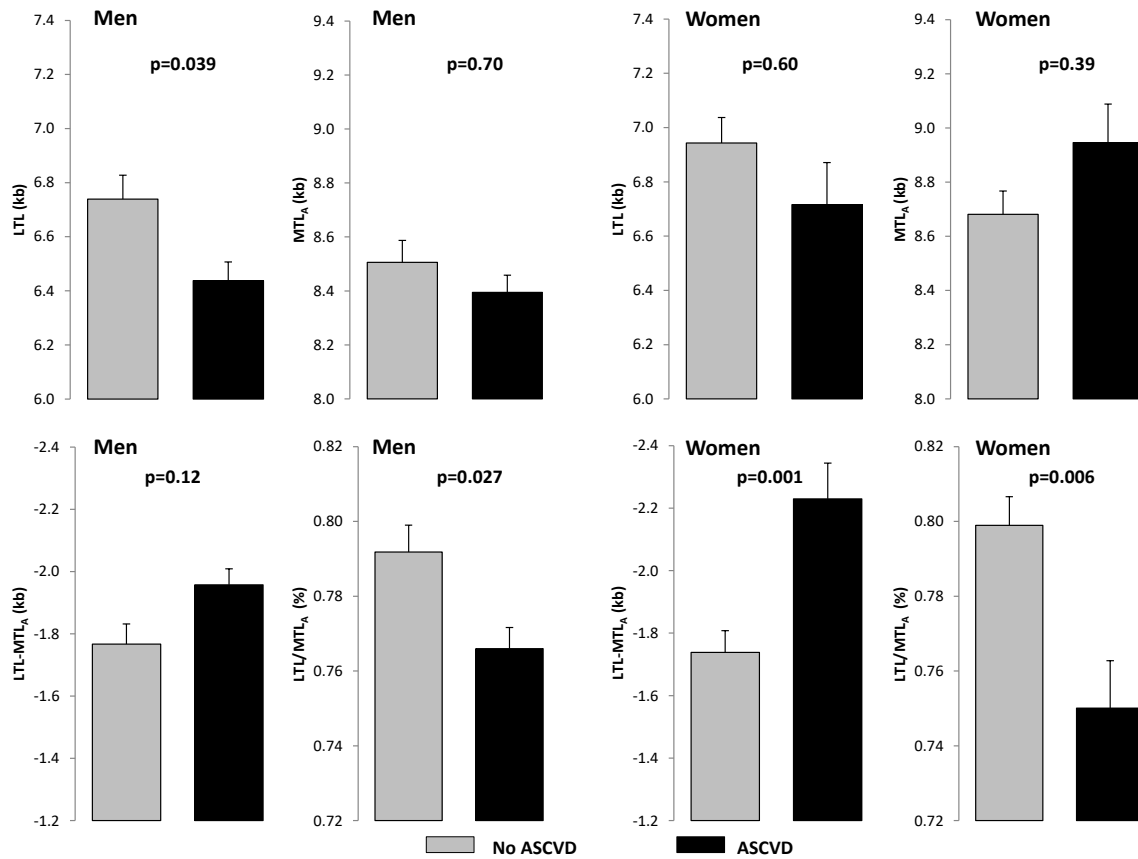 Men
p=0.039
LTL (kb)
7.4
7.2
7.0
6.8
6.6
6.4
6.2
6.0
Men
p=0.70
MTL_A (kb)
9.4
9.2
9.0
8.8
8.6
8.4
8.2
8.0
Women
p=0.60
LTL (kb)
7.4
7.2
7.0
6.8
6.6
6.4
6.2
6.0
Women
p=0.39
MTL_A (kb)
9.4
9.2
9.0
8.8
8.6
8.4
8.2
8.0
Men
p=0.12
LTL-MTL_A (kb)
-2.4
-2.2
-2.0
-1.8
-1.6
-1.4
-1.2
Men
p=0.027
LTL/MTL_A (%)
0.82
0.80
0.78
0.76
0.74
0.72
Women
p=0.001
LTL-MTL_A (kb)
-2.4
-2.2
-2.0
-1.8
-1.6
-1.4
-1.2
Women
p=0.006
LTL/MTL_A (%)
0.82
0.80
0.78
0.76
0.74
0.72
No ASCVD
ASCVD